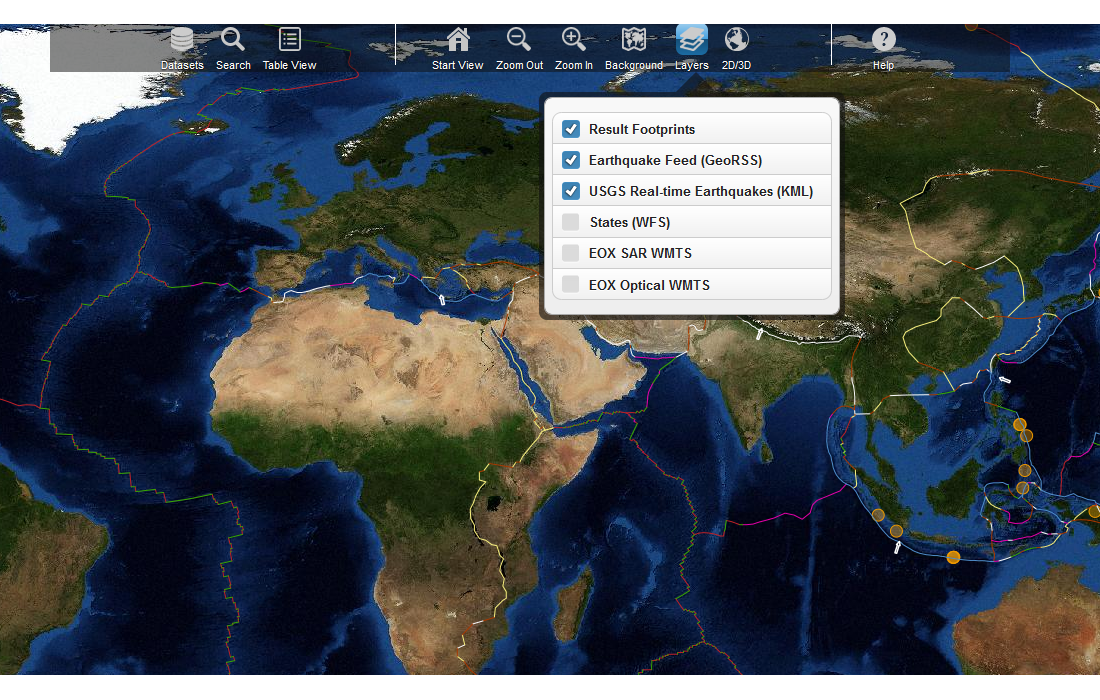 Datasets
Search
Table View
Start View
Zoom Out
Zoom In
Background
Layers
2D/3D
Help
Result Footprints
Earthquake Feed (GeoRSS)
USGS Real-time Earthquakes (KML)
States (WFS)
EOX SAR WMTS
EOX Optical WMTS